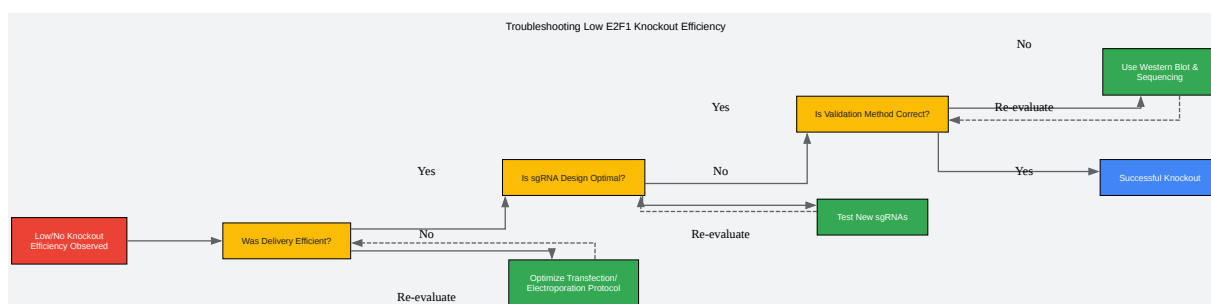 Troubleshooting Low E2F1 Knockout Efficiency
Low/No Knockout
Efficiency Observed
Was Delivery Efficient?
Yes
No
Re-evaluate
Optimize Transfection/
Electroporation Protocol
Is sgRNA Design Optimal?
Yes
No
Re-evaluate
Test New sgRNAs
Is Validation Method Correct?
No
Re-evaluate
Yes
Use Western Blot &
Sequencing
Successful Knockout